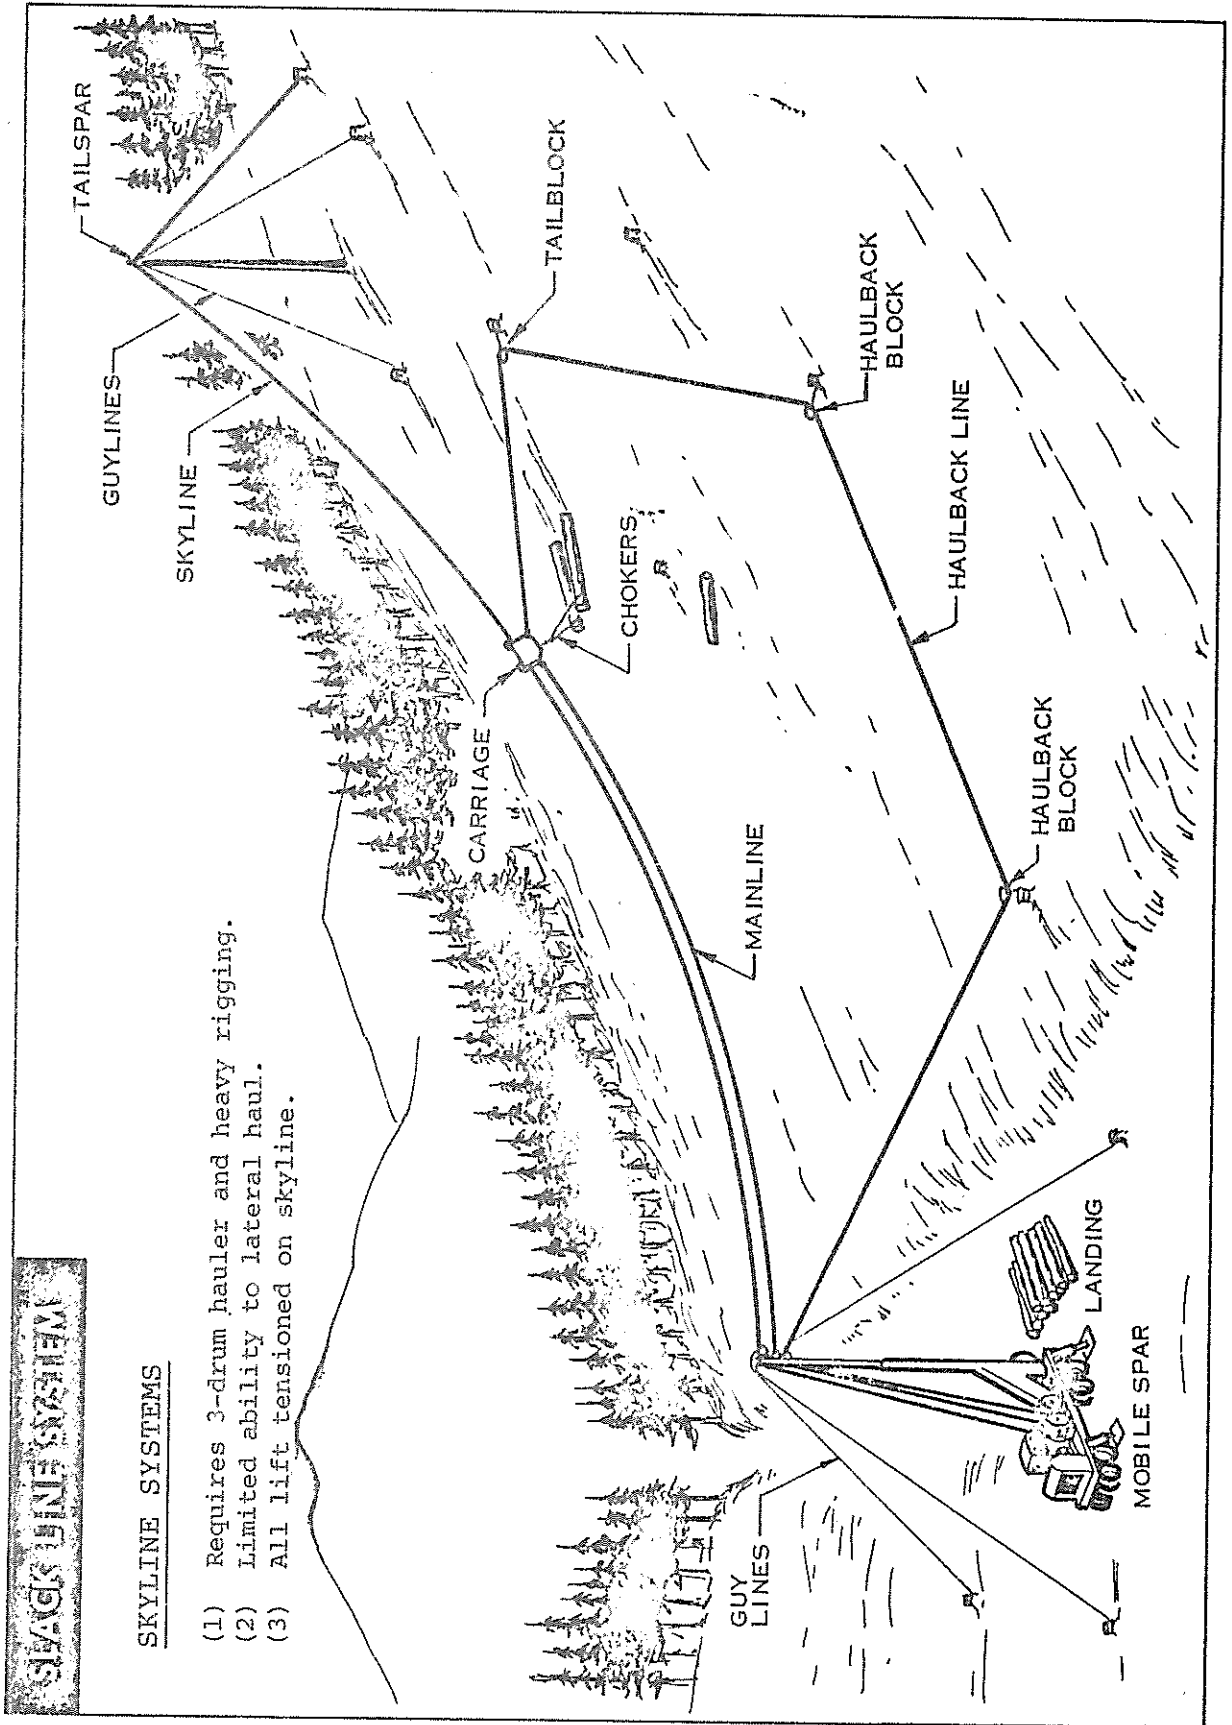 SLACK LINE SYSTEM
SKYLINE SYSTEMS
(1) Requires 3-drum hauler and heavy rigging.
(2) Limited ability to lateral haul.
(3) All lift tensioned on skyline.
TAILSPAR
GUYLINES
SKYLINE
TAILBLOCK
CARRIAGE
CHOKERS
HAULBACK
BLOCK
MAINLINE
HAULBACK LINE
HAULBACK
BLOCK
GUY
LINES
LANDING
MOBILE SPAR